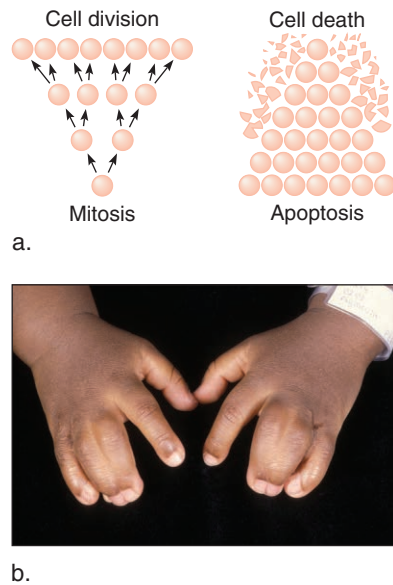 Cell division
Cell death
Mitosis
Apoptosis
a.
b.